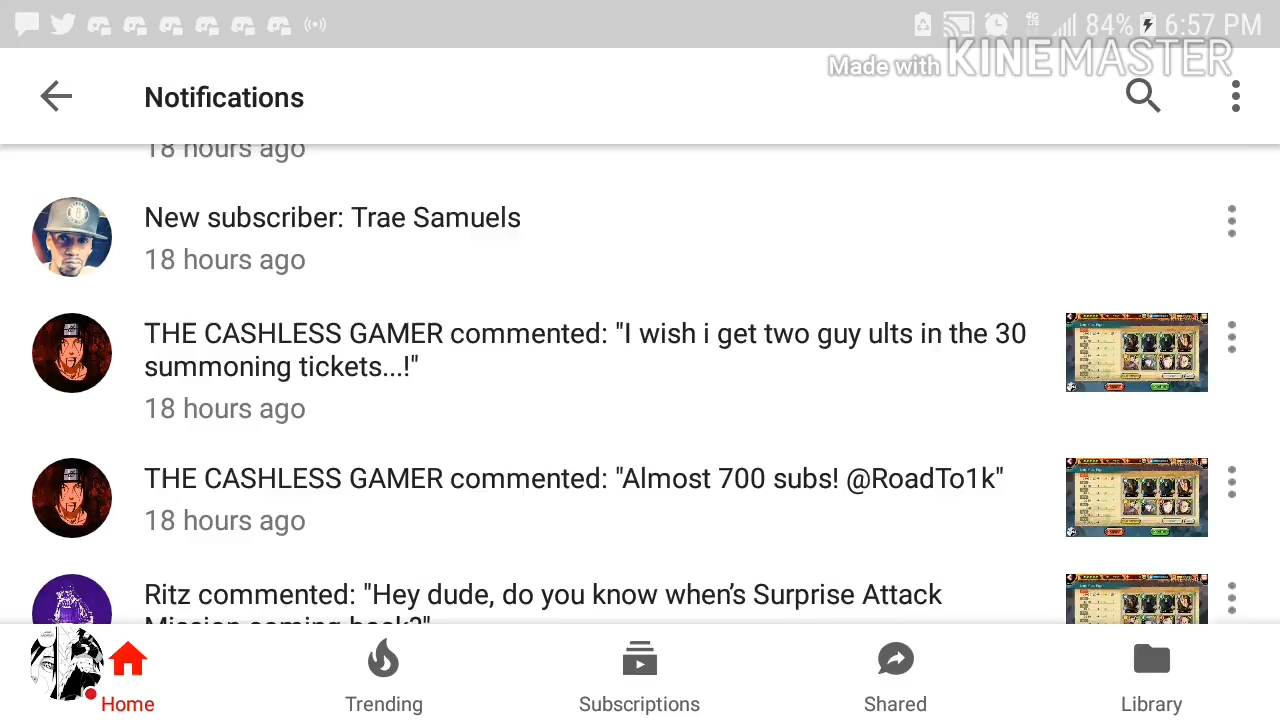 84% 6:57 PM
Made with KINEMASTER
Notifications
18 hours ago
New subscriber: Trae Samuels
18 hours ago
THE CASHLESS GAMER commented: "I wish i get two guy ults in the 30
summoning tickets...!"
18 hours ago
THE CASHLESS GAMER commented: "Almost 700 subs! @RoadTo1k"
18 hours ago
Ritz commented: "Hey dude, do you know when’s Surprise Attack
Mission coming back?"
Home Trending Subscriptions Shared Library